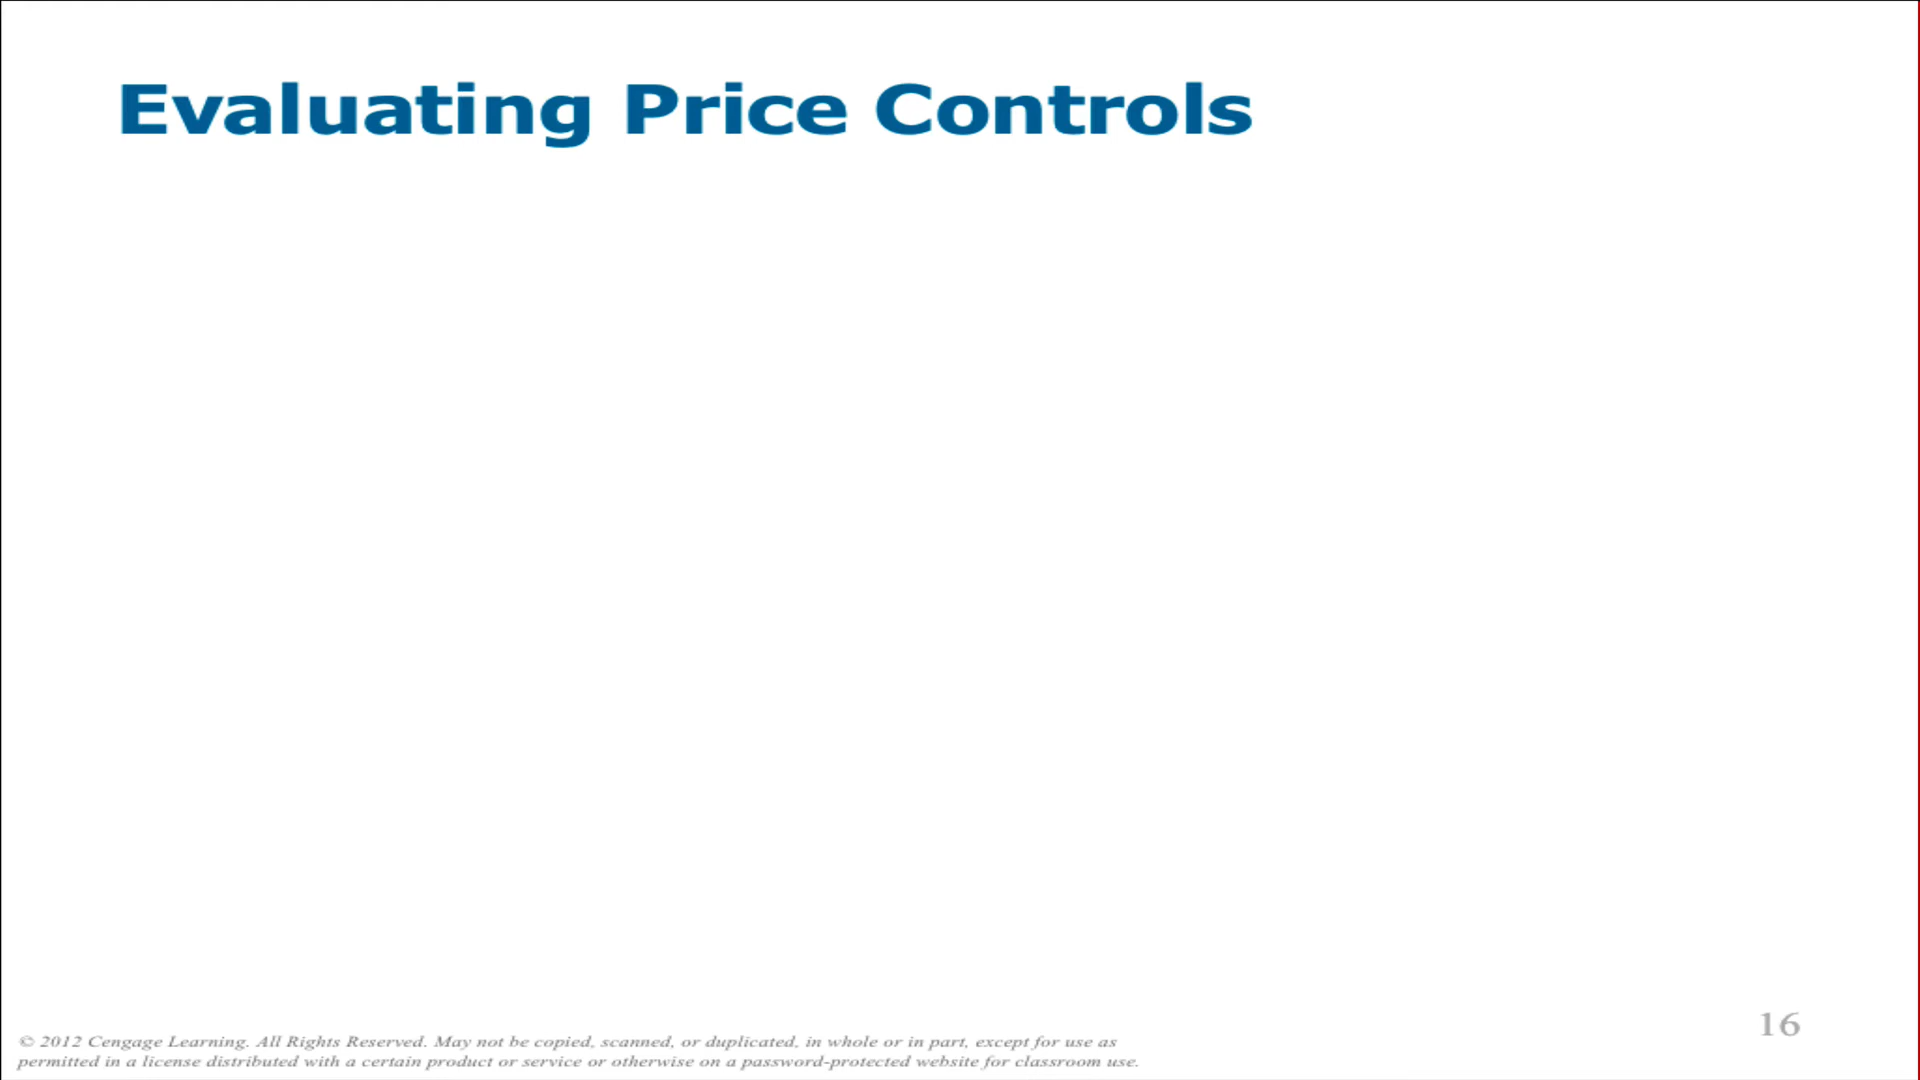 Evaluating Price Controls
16
© 2012 Cengage Learning. All Rights Reserved. May not be copied, scanned, or duplicated, in whole or in part, except for use as
permitted in a license distributed with a certain product or service or otherwise on a password-protected website for classroom use.